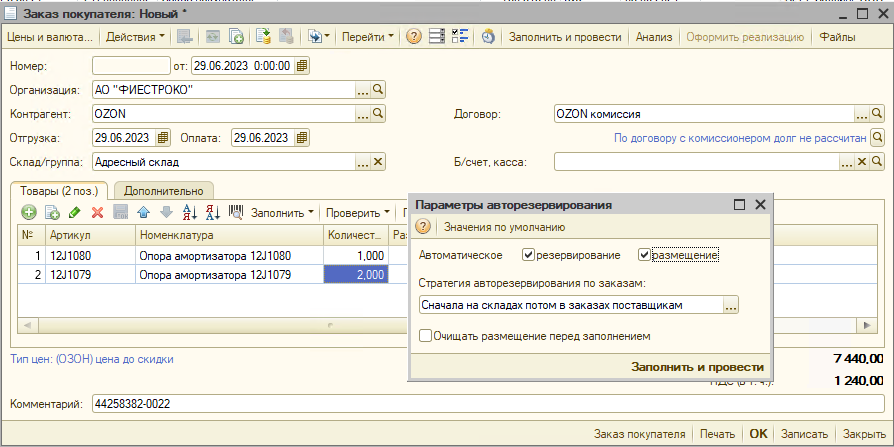 Заказ покупателя: Новый *
Цены и валюта... Действия Перейти Заполнить и провести Анализ Оформить реализацию Файлы
Номер: от: 29.06.2023 0:00:00
Организация: АО "ФИЕСТРОКО" ...
Контрагент: OZON ... Договор: OZON комиссия ...
Отгрузка: 29.06.2023 Оплата: 29.06.2023 По договору с комиссионером долг не рассчитан
Склад/группа: Адресный склад ... Б/счет, касса: ...
Товары (2 поз.) Дополнительно
Заполнить Проверить
№ Артикул Номенклатура Количест...
1 12J1080 Опора амортизатора 12J1080 1,000
2 12J1079 Опора амортизатора 12J1079 2,000
Параметры авторезервирования
Значения по умолчанию
Автоматическое резервирование размещение
Стратегия авторезервирования по заказам:
Сначала на складах потом в заказах поставщикам ...
Очищать размещение перед заполнением
Заполнить и провести
Тип цен: (ОЗОН) цена до скидки 7 440,00
1 240,00
Комментарий: 44258382-0022
Заказ покупателя Печать ОК Записать Закрыть